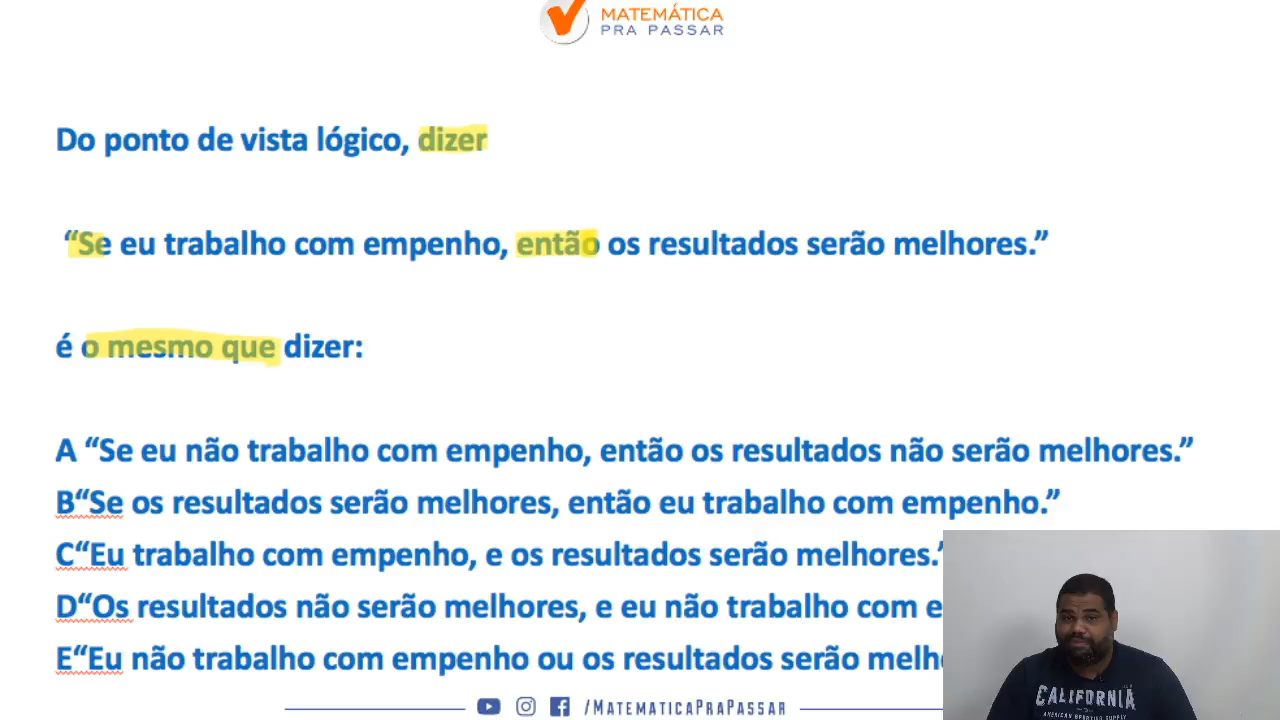 MATEMÁTICA
PRA PASSAR
Do ponto de vista lógico, dizer
“Se eu trabalho com empenho, então os resultados serão melhores.”
é o mesmo que dizer:
A “Se eu não trabalho com empenho, então os resultados não serão melhores.”
B“Se os resultados serão melhores, então eu trabalho com empenho.”
C“Eu trabalho com empenho, e os resultados serão melhores.”
D“Os resultados não serão melhores, e eu não trabalho com
E“Eu não trabalho com empenho ou os resultados serão
/MATEMATICAPRAPASSAR
CALIFORNIA
AMERICAN SPORTING SUPPLY